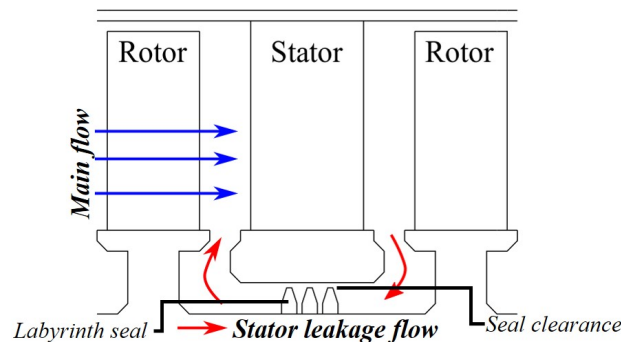 Rotor
Stator
Rotor
Main flow
Labyrinth seal
Stator leakage flow
Seal clearance